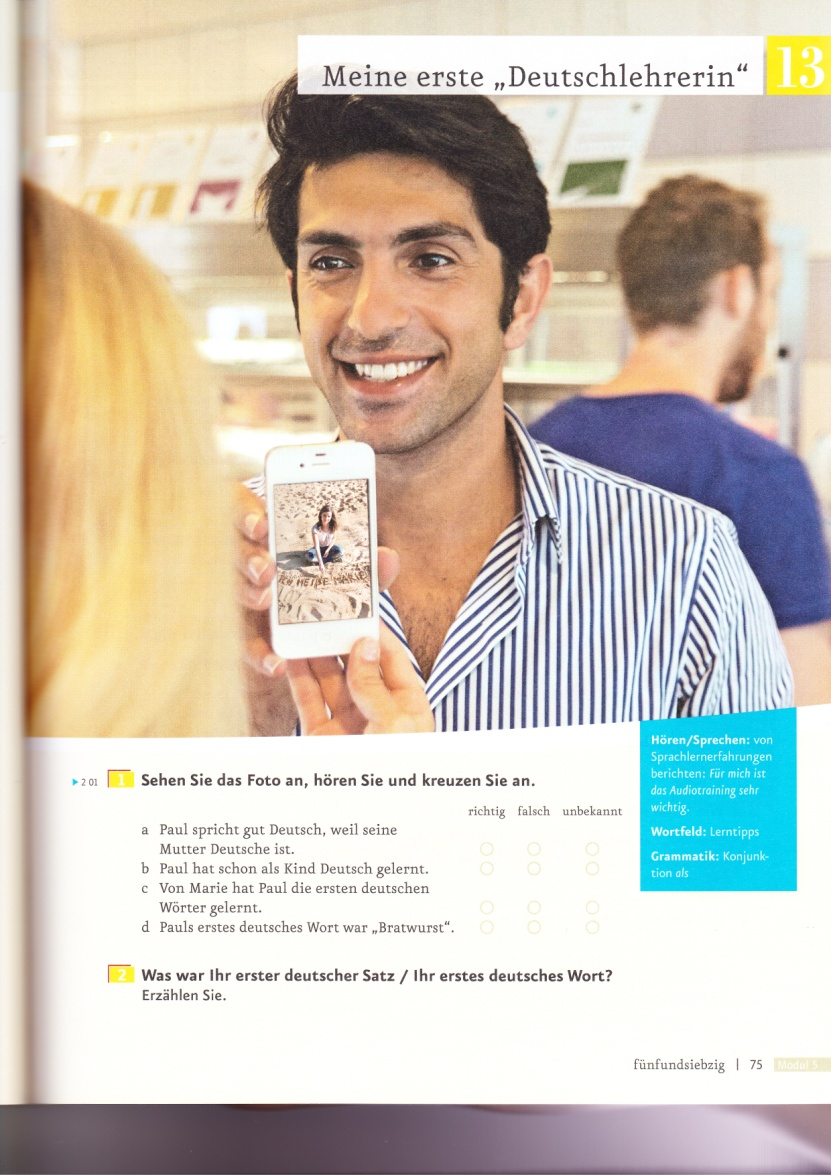 Meine erste „Deutschlehrerin“
13
ICH HEISSE MARIE
▶ 2 01
1 Sehen Sie das Foto an, hören Sie und kreuzen Sie an.
richtig falsch unbekannt
a Paul spricht gut Deutsch, weil seine
Mutter Deutsche ist.
b Paul hat schon als Kind Deutsch gelernt.
c Von Marie hat Paul die ersten deutschen
Wörter gelernt.
d Pauls erstes deutsches Wort war „Bratwurst“.
2 Was war Ihr erster deutscher Satz / Ihr erstes deutsches Wort?
Erzählen Sie.
Hören/Sprechen: von
Sprachlernerfahrungen
berichten: Für mich ist
das Audiotraining sehr
wichtig.
Wortfeld: Lerntipps
Grammatik: Konjunk-
tion als
fünfundsiebzig | 75 Modul 5